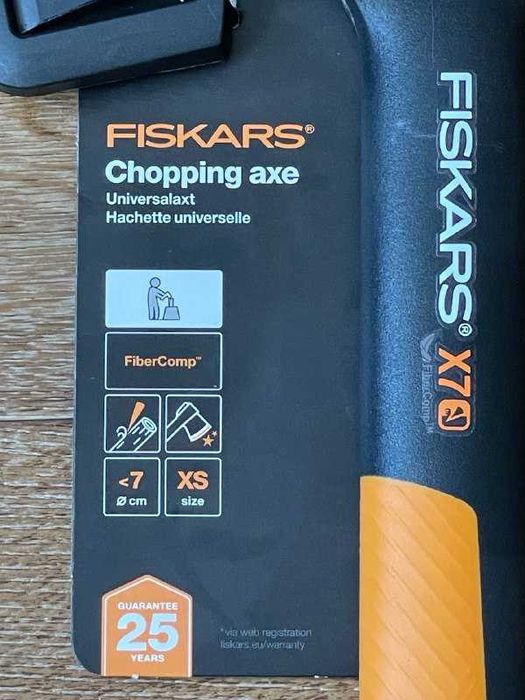 FISKARS®
Chopping axe
Universalaxt
Hachette universelle
FiberComp™
<7
Ø cm
XS
size
GUARANTEE
25
YEARS
*via web registration
fiskars.eu/warranty
FISKARS® X7
FiberComp™